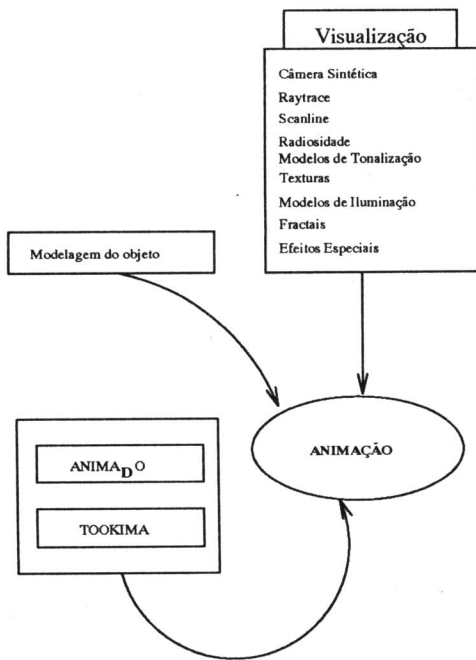 Visualização
Câmera Sintética
Raytrace
Scanline
Radiosidade
Modelos de Tonalização
Texturas
Modelos de Iluminação
Fractais
Efeitos Especiais
Modelagem do objeto
ANIMAÇÃO
ANIMADO
TOOKIMA